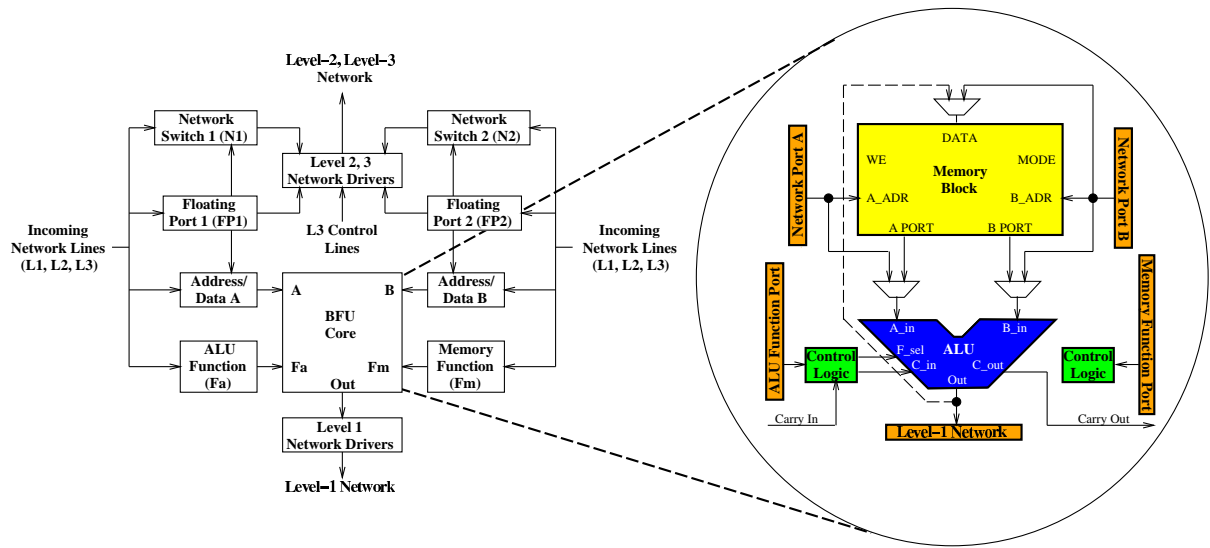 Level-2, Level-3
Network
Network
Switch 1 (N1)
Network
Switch 2 (N2)
Level 2, 3
Network Drivers
Floating
Port 1 (FP1)
Floating
Port 2 (FP2)
L3 Control
Lines
Incoming
Network Lines
(L1, L2, L3)
Incoming
Network Lines
(L1, L2, L3)
Address/
Data A
A
B
Address/
Data B
BFU
Core
ALU
Function
(Fa)
Fa
Fm
Memory
Function
(Fm)
Out
Level 1
Network Drivers
Level-1 Network
Network Port A
DATA
WE
MODE
Memory
Block
A_ADR
B_ADR
A PORT
B PORT
Network Port B
ALU Function Port
Memory Function Port
A_in
B_in
F_sel
ALU
C_in
C_out
Out
Control
Logic
Control
Logic
Carry In
Carry Out
Level-1 Network